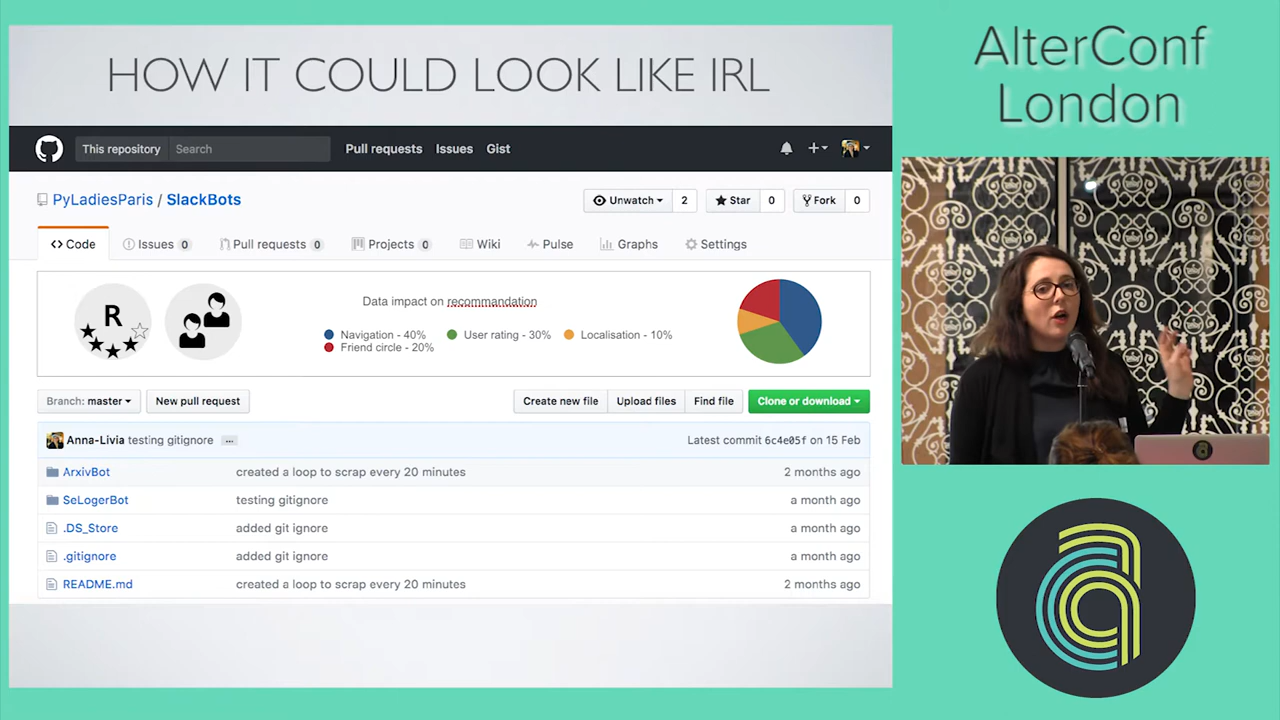 HOW IT COULD LOOK LIKE IRL
AlterConf
London
This repository Search Pull requests Issues Gist
PyLadiesParis / SlackBots Unwatch 2 Star 0 Fork 0
Code Issues 0 Pull requests 0 Projects 0 Wiki Pulse Graphs Settings
R
Data impact on recommandation
Navigation - 40% User rating - 30% Localisation - 10%
Friend circle - 20%
Branch: master New pull request Create new file Upload files Find file Clone or download
Anna-Livia testing gitignore ... Latest commit 6c4e05f on 15 Feb
ArxivBot created a loop to scrap every 20 minutes 2 months ago
SeLogerBot testing gitignore a month ago
.DS_Store added git ignore a month ago
.gitignore added git ignore a month ago
README.md created a loop to scrap every 20 minutes 2 months ago